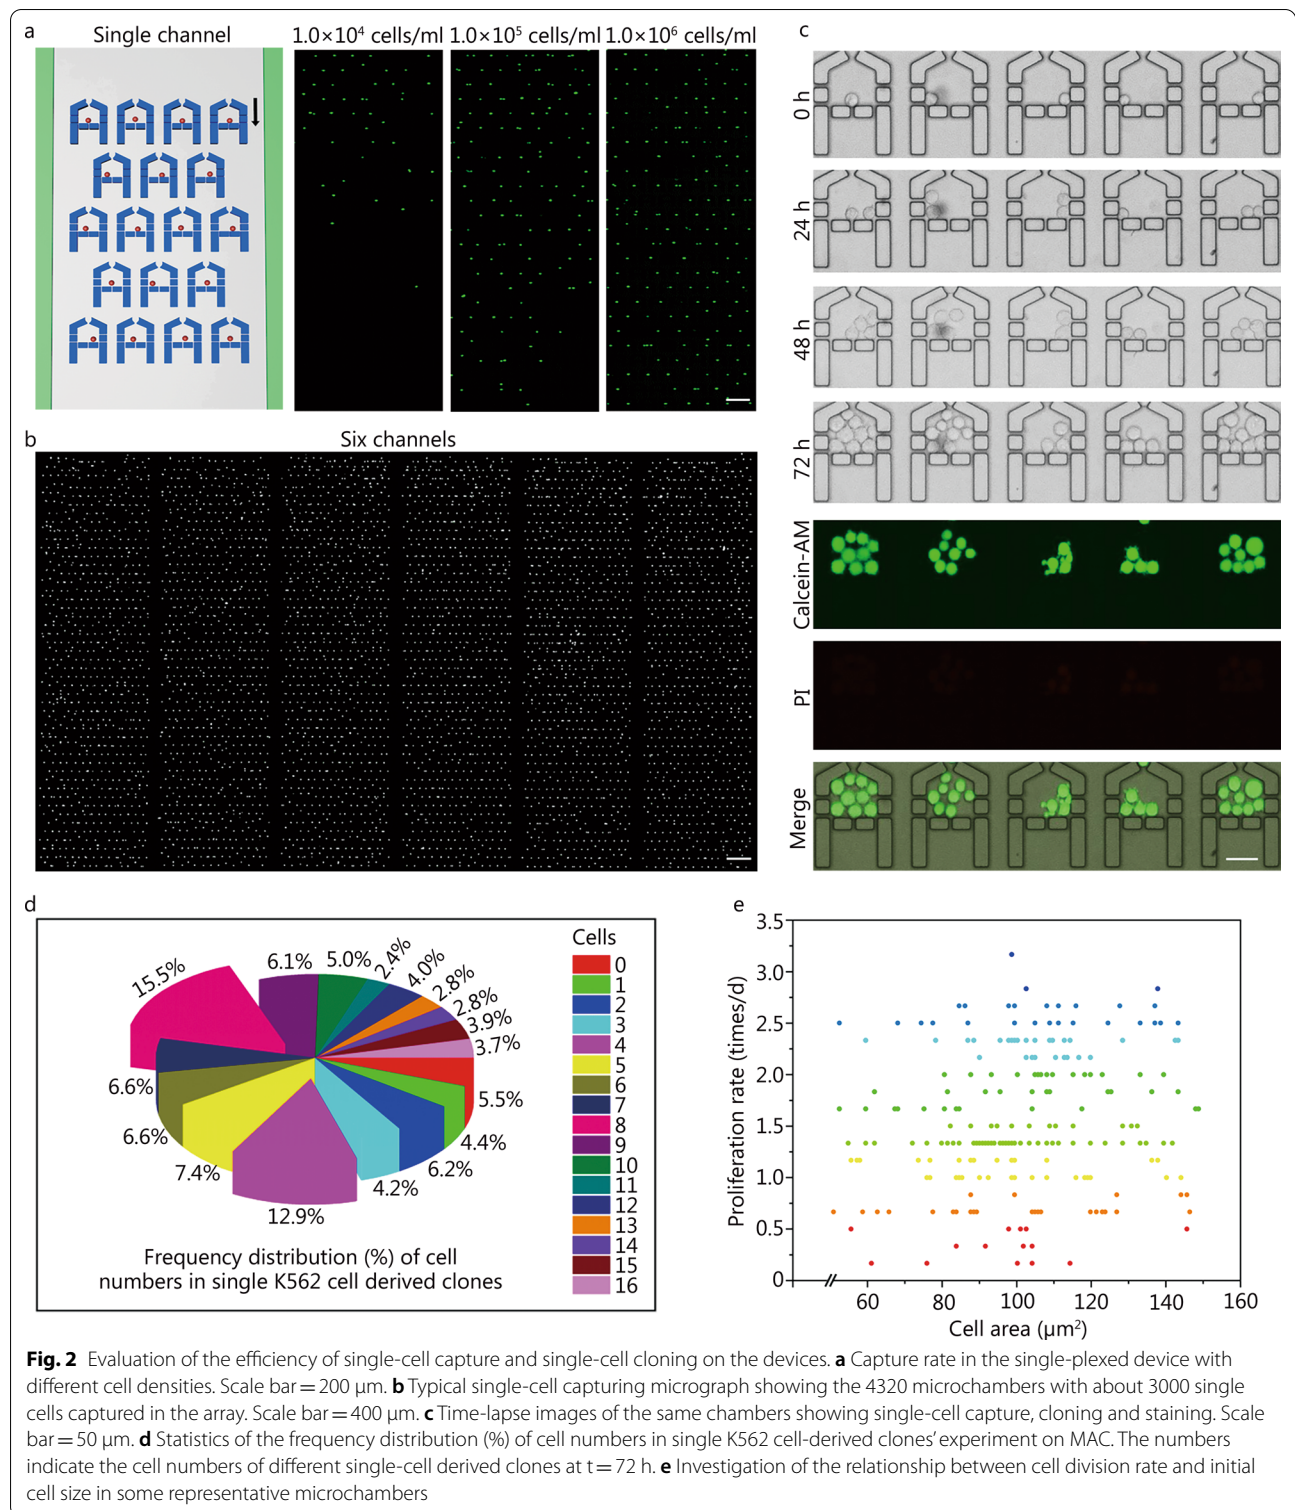 a
Single channel
1.0×10⁴ cells/ml
1.0×10⁵ cells/ml
1.0×10⁶ cells/ml
b
Six channels
c
0 h
24 h
48 h
72 h
Calcein-AM
PI
Merge
d
15.5%
6.1%
5.0%
2.4%
4.0%
2.8%
2.8%
3.9%
3.7%
5.5%
4.4%
6.2%
4.2%
12.9%
7.4%
6.6%
6.6%
Frequency distribution (%) of cell
numbers in single K562 cell derived clones
Cells
0
1
2
3
4
5
6
7
8
9
10
11
12
13
14
15
16
e
Proliferation rate (times/d)
3.5
3.0
2.5
2.0
1.5
1.0
0.5
0
60
80
100
120
140
160
Cell area (μm²)
Fig. 2 Evaluation of the efficiency of single-cell capture and single-cell cloning on the devices. a Capture rate in the single-plexed device with
different cell densities. Scale bar = 200 μm. b Typical single-cell capturing micrograph showing the 4320 microchambers with about 3000 single
cells captured in the array. Scale bar = 400 μm. c Time-lapse images of the same chambers showing single-cell capture, cloning and staining. Scale
bar = 50 μm. d Statistics of the frequency distribution (%) of cell numbers in single K562 cell-derived clones’ experiment on MAC. The numbers
indicate the cell numbers of different single-cell derived clones at t = 72 h. e Investigation of the relationship between cell division rate and initial
cell size in some representative microchambers